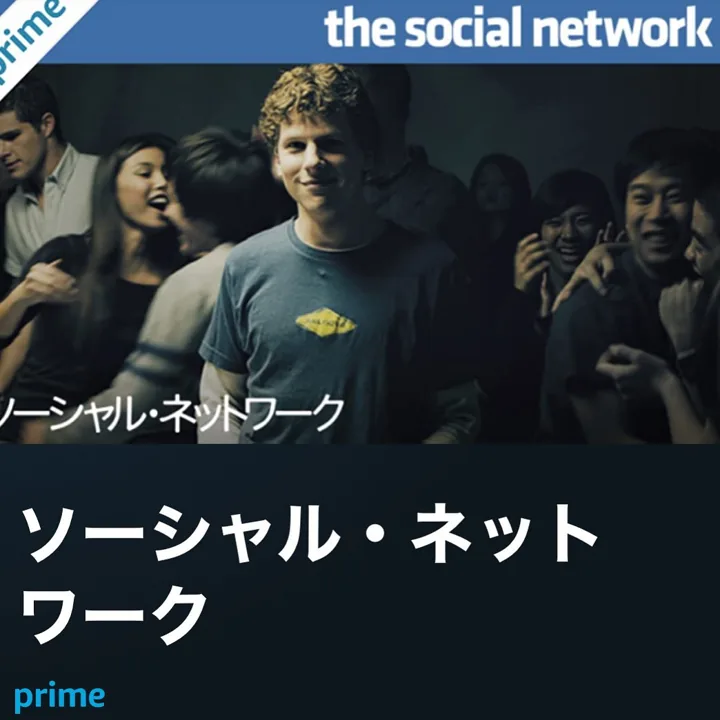 prime
the social network
ソーシャル・ネットワーク
ソーシャル・ネット
ワーク
prime